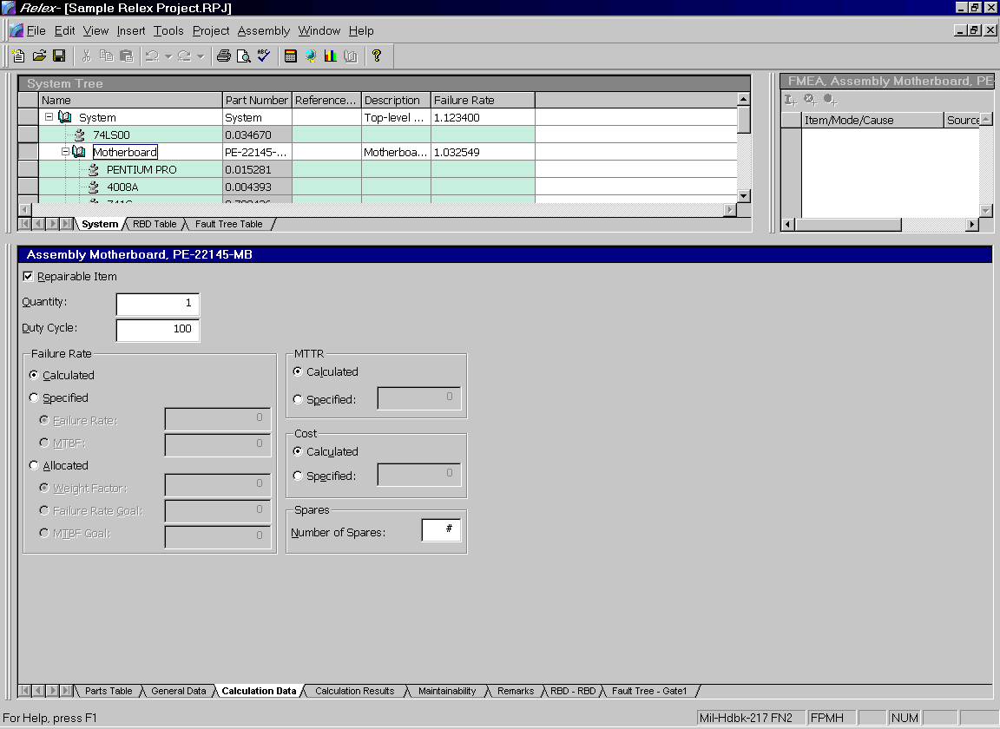 Relex- [Sample Relex Project.RPJ]
File Edit View Insert Tools Project Assembly Window Help
System Tree
Name Part Number Reference... Description Failure Rate
System System Top-level ... 1.123400
74LS00 0.034670
Motherboard PE-22145-... Motherboa... 1.032549
PENTIUM PRO 0.015281
4008A 0.004393
System RBD Table Fault Tree Table
FMEA, Assembly Motherboard, PE
Item/Mode/Cause Source
Assembly Motherboard, PE-22145-MB
Repairable Item
Quantity: 1
Duty Cycle: 100
Failure Rate
Calculated
Specified
Failure Rate: 0
MTBF: 0
Allocated
Weight Factor: 0
Failure Rate Goal: 0
MTBF Goal: 0
MTTR
Calculated
Specified: 0
Cost
Calculated
Specified: 0
Spares
Number of Spares: #
Parts Table General Data Calculation Data Calculation Results Maintainability Remarks RBD - RBD Fault Tree - Gate1
For Help, press F1 Mil-Hdbk-217 FN2 FPMH NUM